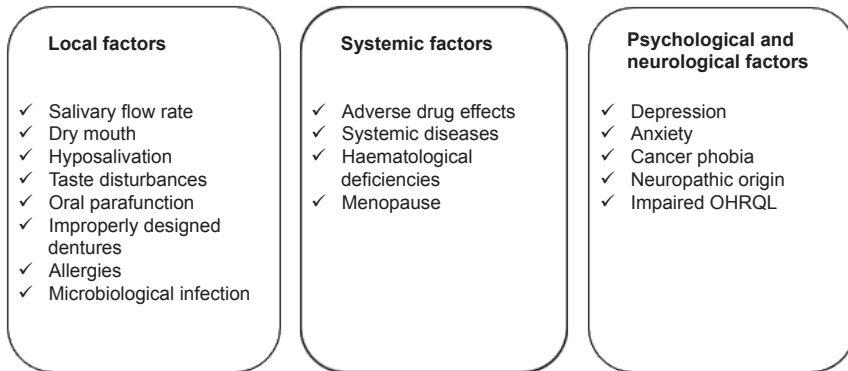 Local factors
✓ Salivary flow rate
✓ Dry mouth
✓ Hyposalivation
✓ Taste disturbances
✓ Oral parafunction
✓ Improperly designed
dentures
✓ Allergies
✓ Microbiological infection
Systemic factors
✓ Adverse drug effects
✓ Systemic diseases
✓ Haematological
deficiencies
✓ Menopause
Psychological and
neurological factors
✓ Depression
✓ Anxiety
✓ Cancer phobia
✓ Neuropathic origin
✓ Impaired OHRQL